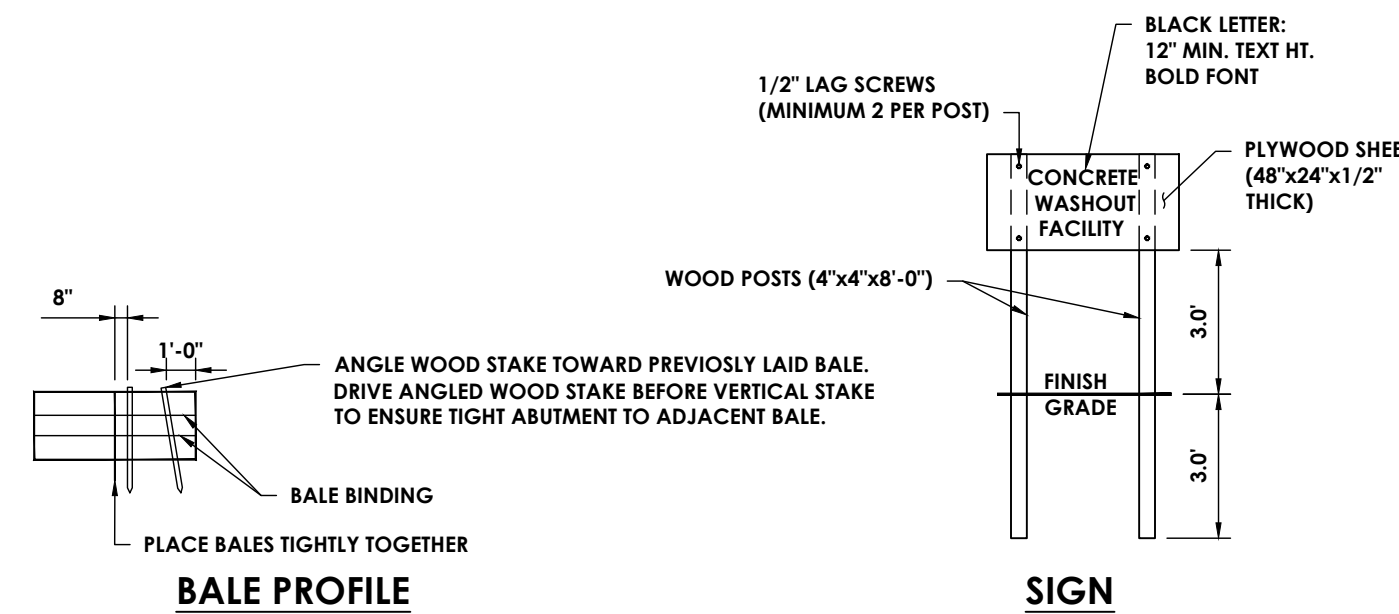 BLACK LETTER:
12" MIN. TEXT HT.
BOLD FONT
1/2" LAG SCREWS
(MINIMUM 2 PER POST)
PLYWOOD SHEE
(48"x24"x1/2"
THICK)
CONCRETE
WASHOUT
FACILITY
WOOD POSTS (4"x4"x8'-0")
3.0'
FINISH
GRADE
3.0'
8"
1'-0"
ANGLE WOOD STAKE TOWARD PREVIOSLY LAID BALE.
DRIVE ANGLED WOOD STAKE BEFORE VERTICAL STAKE
TO ENSURE TIGHT ABUTMENT TO ADJACENT BALE.
BALE BINDING
PLACE BALES TIGHTLY TOGETHER
BALE PROFILE
SIGN